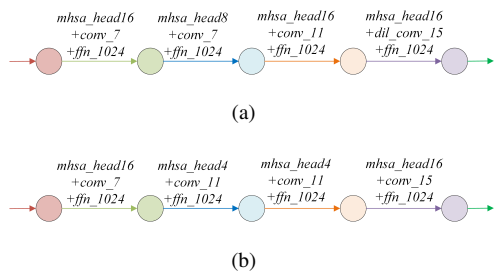 mhsa_head16 mhsa_head8 mhsa_head16 mhsa_head16
+conv_7 +conv_7 +conv_11 +dil_conv_15
+ffn_1024 +ffn_1024 +ffn_1024 +ffn_1024
(a)
mhsa_head16 mhsa_head4 mhsa_head4 mhsa_head16
+conv_7 +conv_11 +conv_11 +conv_15
+ffn_1024 +ffn_1024 +ffn_1024 +ffn_1024
(b)